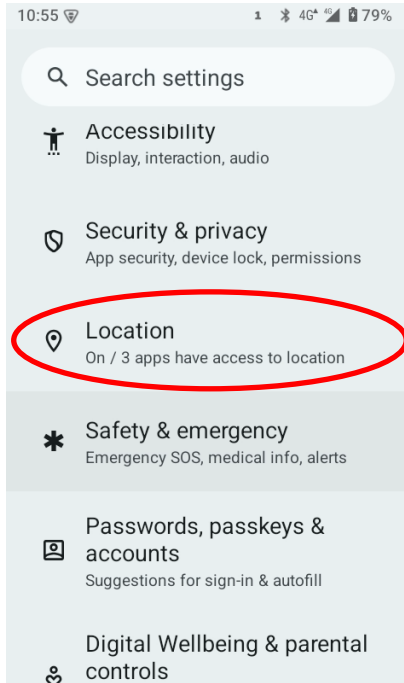 10:55 1 4G 4G 79%
Search settings
Accessibility
Display, interaction, audio
Security & privacy
App security, device lock, permissions
Location
On / 3 apps have access to location
Safety & emergency
Emergency SOS, medical info, alerts
Passwords, passkeys &
accounts
Suggestions for sign-in & autofill
Digital Wellbeing & parental
controls